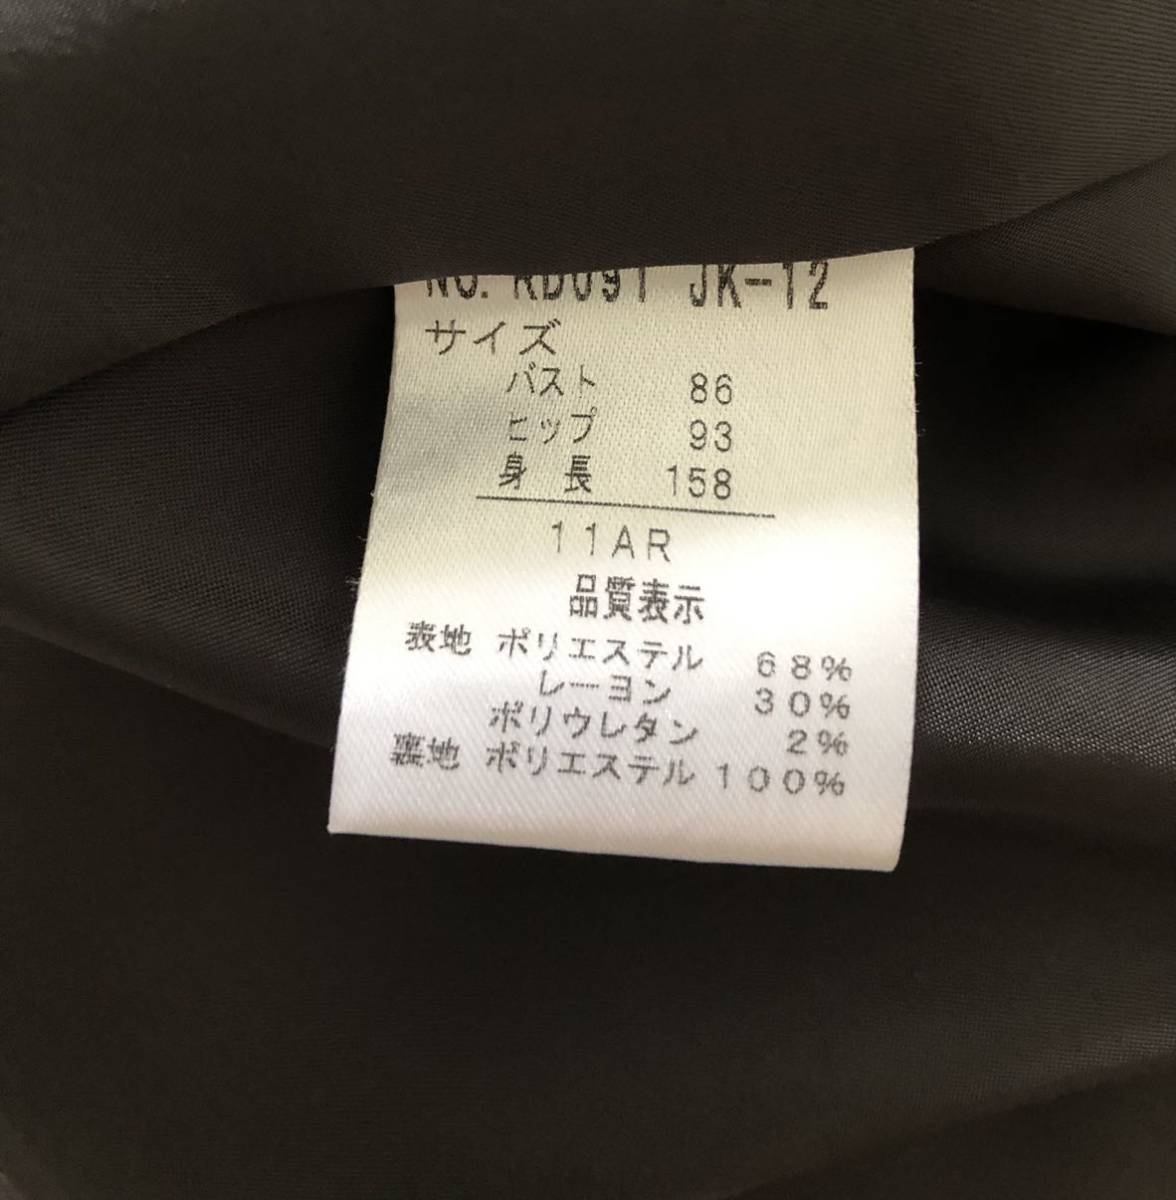 NO. RD091 JK-12
サイズ
バスト 86
ヒップ 93
身長 158
11AR
品質表示
表地 ポリエステル 68%
レーヨン 30%
ポリウレタン 2%
裏地 ポリエステル 100%